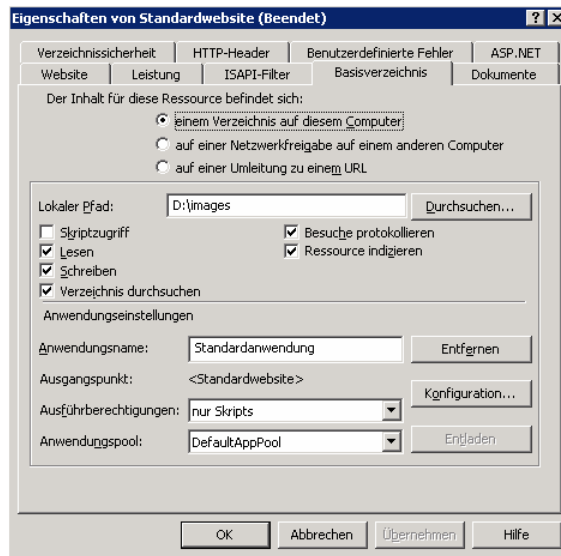 Eigenschaften von Standardwebsite (Beendet)
Verzeichnissicherheit HTTP-Header Benutzerdefinierte Fehler ASP.NET
Website Leistung ISAPI-Filter Basisverzeichnis Dokumente
Der Inhalt für diese Ressource befindet sich:
einem Verzeichnis auf diesem Computer
auf einer Netzwerkfreigabe auf einem anderen Computer
auf einer Umleitung zu einem URL
Lokaler Pfad: D:\images Durchsuchen...
Skriptzugriff Besuche protokollieren
Lesen Ressource indizieren
Schreiben
Verzeichnis durchsuchen
Anwendungseinstellungen
Anwendungsname: Standardanwendung Entfernen
Ausgangspunkt: <Standardwebsite>
Konfiguration...
Ausführberechtigungen: nur Skripts
Anwendungspool: DefaultAppPool Entladen
OK Abbrechen Übernehmen Hilfe